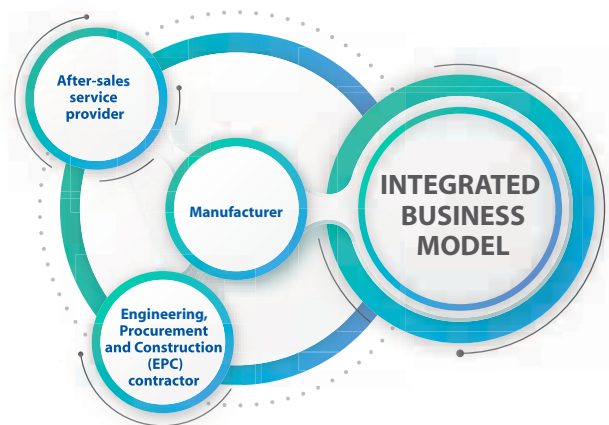 After-sales
service
provider
Manufacturer
Engineering,
Procurement
and Construction
(EPC)
contractor
INTEGRATED
BUSINESS
MODEL